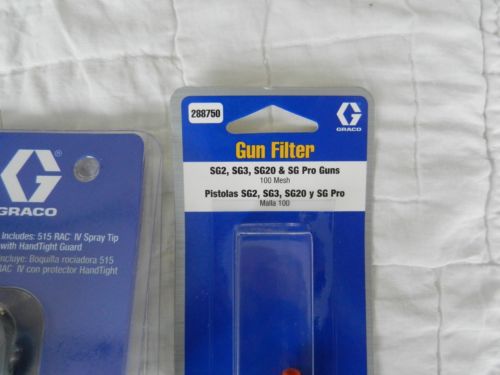 GRACO
Includes: 515 RAC IV Spray Tip
with HandTight Guard
ncluye: Boquilla rociadora 515
RAC IV con protector HandTight
288750
GRACO
Gun Filter
SG2, SG3, SG20 & SG Pro Guns
100 Mesh
Pistolas SG2, SG3, SG20 y SG Pro
Malla 100